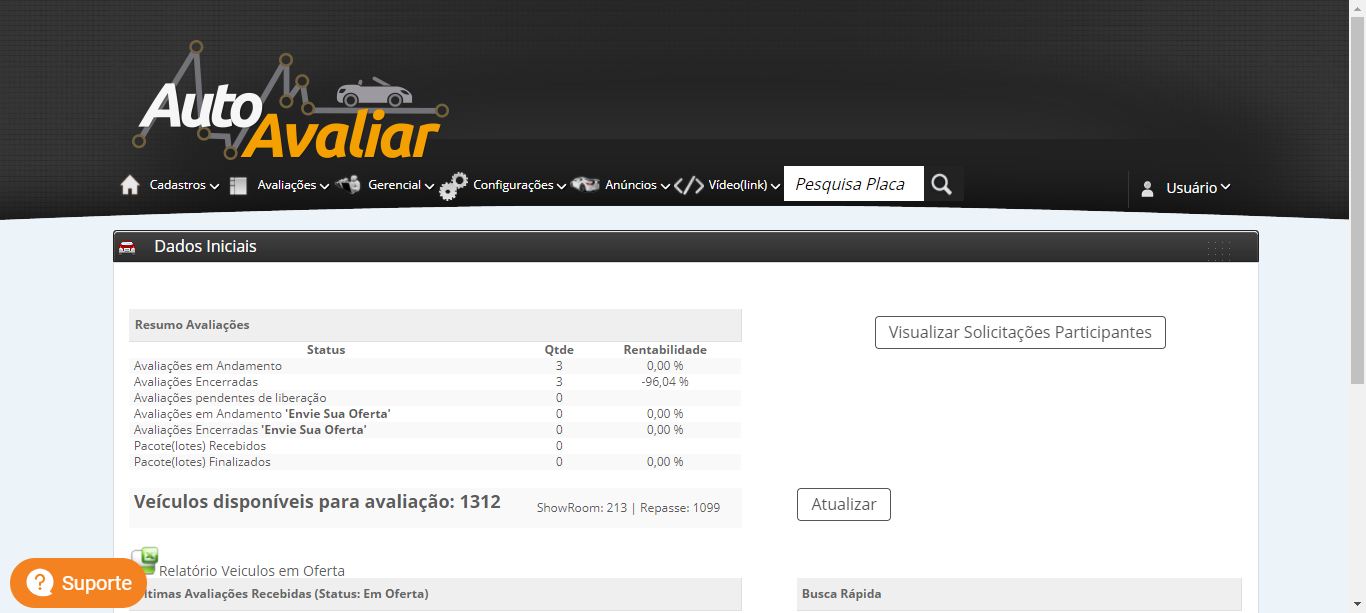 Auto
Avaliar
Cadastros Avaliações Gerencial Configurações Anúncios Vídeo(link) Pesquisa Placa Usuário
Dados Iniciais
Resumo Avaliações
Visualizar Solicitações Participantes
Status Qtde Rentabilidade
Avaliações em Andamento 3 0,00 %
Avaliações Encerradas 3 -96,04 %
Avaliações pendentes de liberação 0
Avaliações em Andamento 'Envie Sua Oferta' 0 0,00 %
Avaliações Encerradas 'Envie Sua Oferta' 0 0,00 %
Pacote(lotes) Recebidos 0
Pacote(lotes) Finalizados 0 0,00 %
Veículos disponíveis para avaliação: 1312 ShowRoom: 213 | Repasse: 1099
Atualizar
Relatório Veiculos em Oferta
? Suporte
ltimas Avaliações Recebidas (Status: Em Oferta)
Busca Rápida